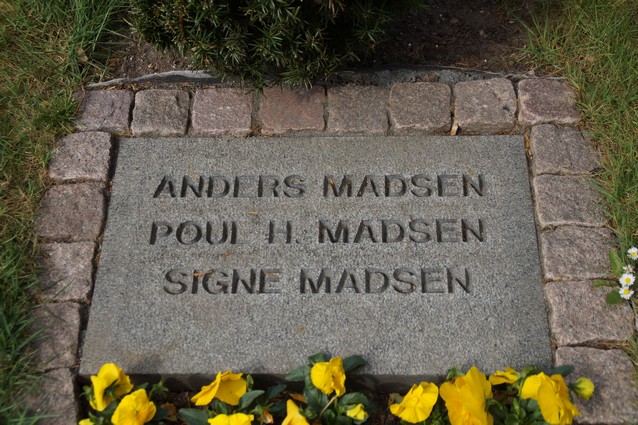 ANDERS MADSEN
POUL H. MADSEN
SIGNE MADSEN